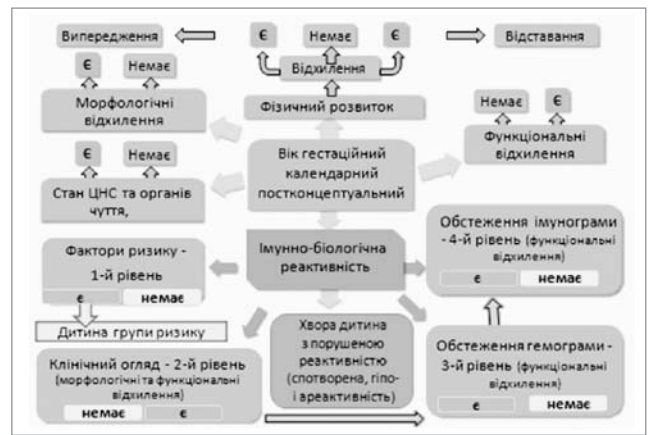 Випередження
Є
Немає
Є
Відставання
Є
Немає
Відхилення
Морфологічні
відхилення
Фізичний розвиток
Немає
Є
Функціональні
відхилення
Є
Немає
Вік гестаційний
календарний
постконцептуальний
Стан ЦНС та органів
чуття,
Фактори ризику -
1-й рівень
є
немає
Імунно-біологічна
реактивність
Обстеження імунограми
- 4-й рівень (функціональні
відхилення)
є
немає
Дитина групи ризику
Клінічний огляд - 2-й рівень
(морфологічні та функціональні
відхилення)
немає
є
Хвора дитина
з порушеною
реактивністю
(спотворена, гіпо-
і ареактивність)
Обстеження гемограми -
3-й рівень (функціональні
відхилення)
є
немає